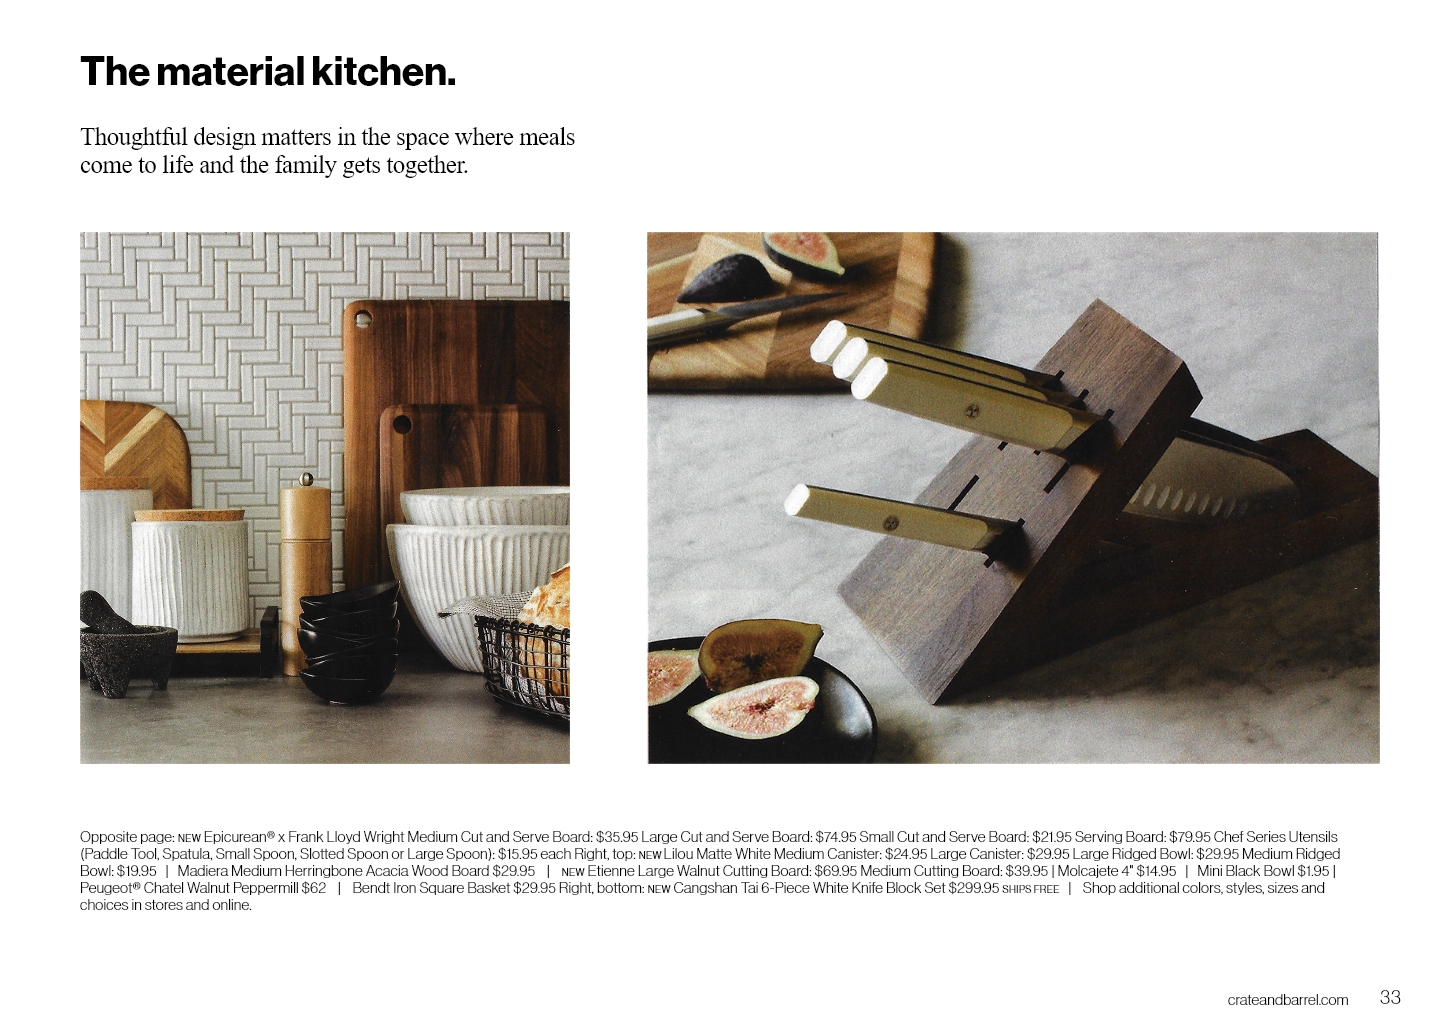 The material kitchen.
Thoughtful design matters in the space where meals
come to life and the family gets together.
Opposite page: NEW Epicurean® x Frank Lloyd Wright Medium Cut and Serve Board: $35.95 Large Cut and Serve Board: $74.95 Small Cut and Serve Board: $21.95 Serving Board: $79.95 Chef Series Utensils
(Paddle Tool, Spatula, Small Spoon, Slotted Spoon or Large Spoon): $15.95 each Right, top: NEW Lilou Matte White Medium Canister: $24.95 Large Canister: $29.95 Large Ridged Bowl: $29.95 Medium Ridged
Bowl: $19.95 | Madiera Medium Herringbone Acacia Wood Board $29.95 | NEW Etienne Large Walnut Cutting Board: $69.95 Medium Cutting Board: $39.95 | Molcajete 4" $14.95 | Mini Black Bowl $1.95 |
Peugeot® Chatel Walnut Peppermill $62 | Bendt Iron Square Basket $29.95 Right, bottom: NEW Cangshan Tai 6-Piece White Knife Block Set $299.95 SHIPS FREE | Shop additional colors, styles, sizes and
choices in stores and online.
crateandbarrel.com 33